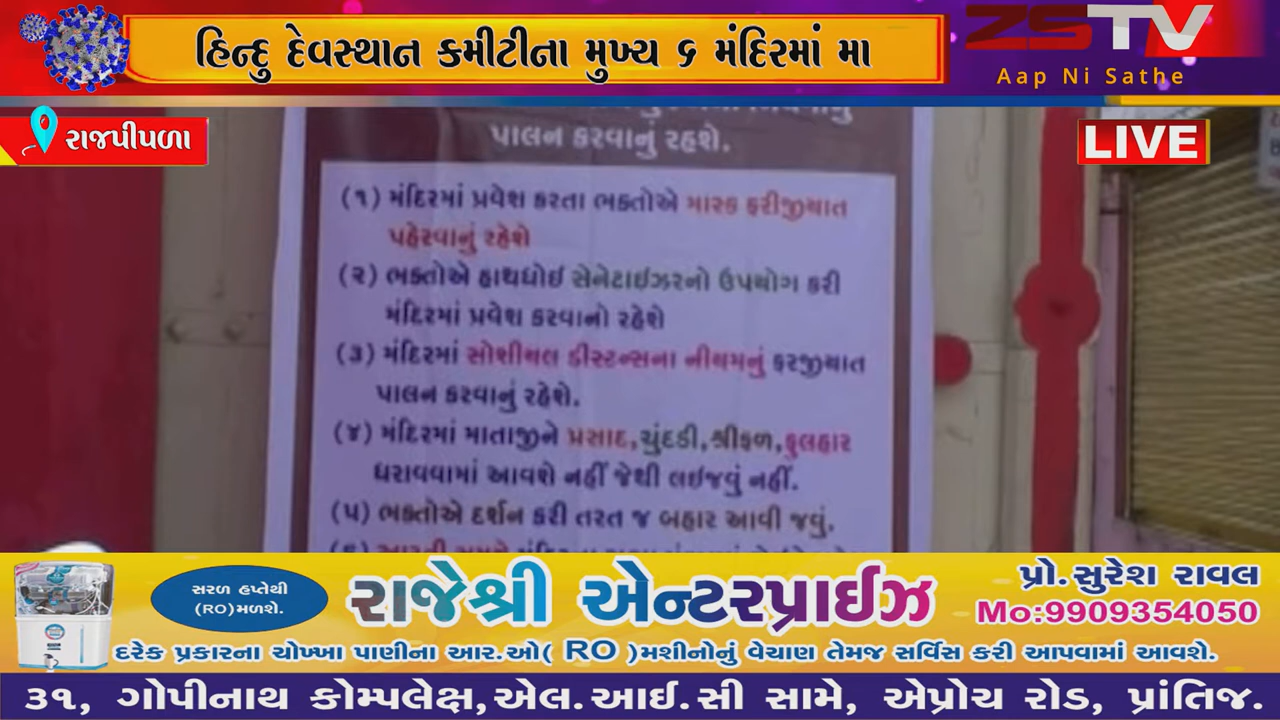 હિન્દુ દેવસ્થાન કમીટીના મુખ્ય ૬ મંદિરમાં મા
ZSTV
Aap Ni Sathe
રાજપીપળા
LIVE
પાલન કરવાનું રહશે.
(૧) મંદિરમાં પ્રવેશ કરતા ભક્તોએ માસ્ક ફરીજીયાત
પહેરવાનું રહેશે
(૨) ભક્તોએ હાથધોઈ સેનેટાઈઝરનો ઉપયોગ કરી
મંદિરમાં પ્રવેશ કરવાનો રહેશે
(૩) મંદિરમાં સોશીયલ ડીસ્ટન્સના નીયમનું ફરજીયાત
પાલન કરવાનું રહેશે.
(૪) મંદિરમાં માતાજીને પ્રસાદ,ચુંદડી,શ્રીફળ,ફુલહાર
ધરાવવામાં આવશે નહીં જેથી લઈજવું નહીં.
(૫) ભક્તોએ દર્શન કરી તરત જ બહાર આવી જવું.
સરળ હપ્તેથી
(RO)મળશે.
રાજેશ્રી એન્ટરપ્રાઈઝ
પ્રો.સુરેશ રાવલ
Mo:9909354050
દરેક પ્રકારના ચોખ્ખા પાણીના આર.ઓ( RO )મશીનોનું વેચાણ તેમજ સર્વિસ કરી આપવામાં આવશે.
૩૧, ગોપીનાથ કોમ્પલેક્ષ,એલ.આઈ.સી સામે, એપ્રોચ રોડ, પ્રાંતિજ.